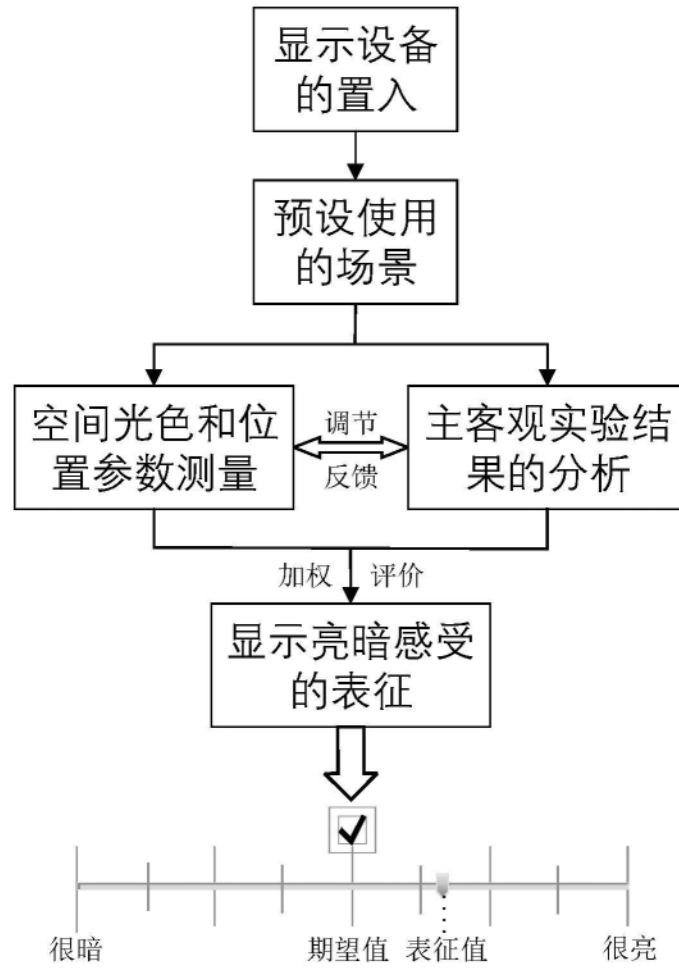 显示设备
的置入
预设使用
的场景
空间光色和位
置参数测量
调节
反馈
主客观实验结
果的分析
加权 评价
显示亮暗感受
的表征
很暗 期望值 表征值 很亮